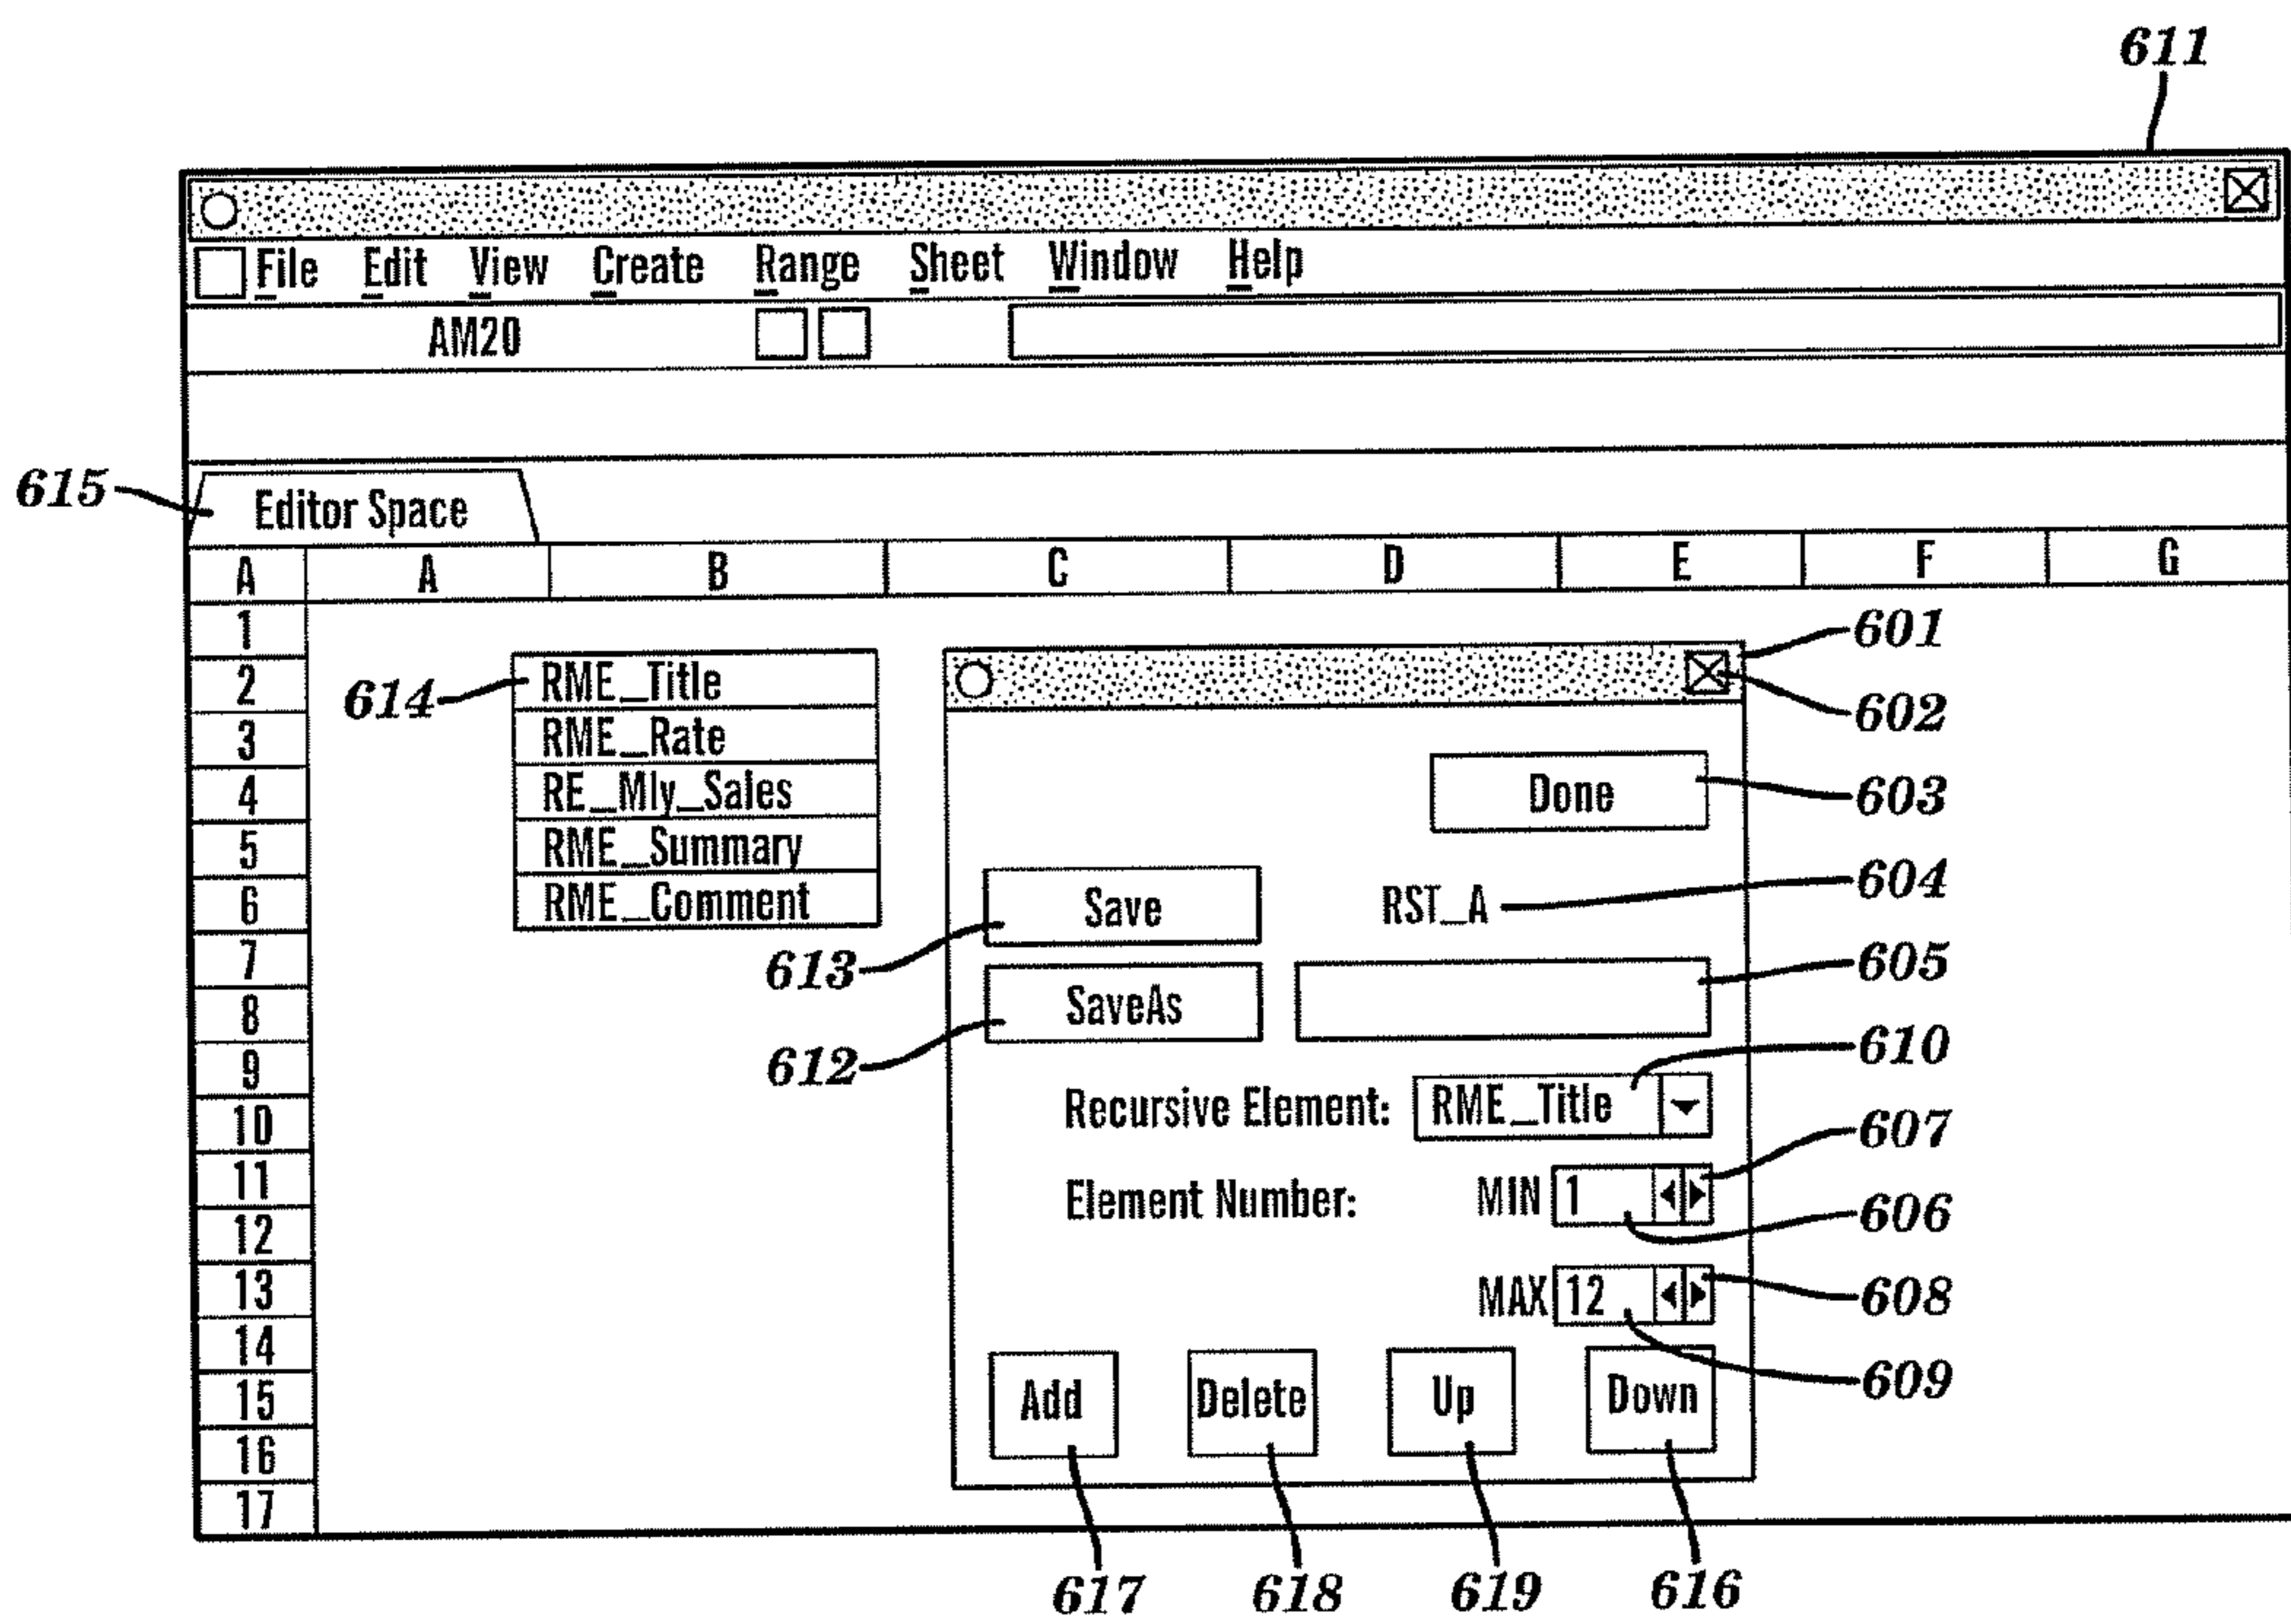 611
File Edit View Create Range Sheet Window Help
AM20
615 Editor Space
A A B C D E F G
1 601
2 614 RME_Title 602
3 RME_Rate
4 RE_Mly_Sales Done 603
5 RME_Summary
6 RME_Comment Save RST_A 604
7 613 605
8 SaveAs
9 612 610
10 Recursive Element: RME_Title 607
11 Element Number: MIN 1
12 606
13 MAX 12 608
14
15 Add Delete Up Down 609
16
17
617 618 619 616